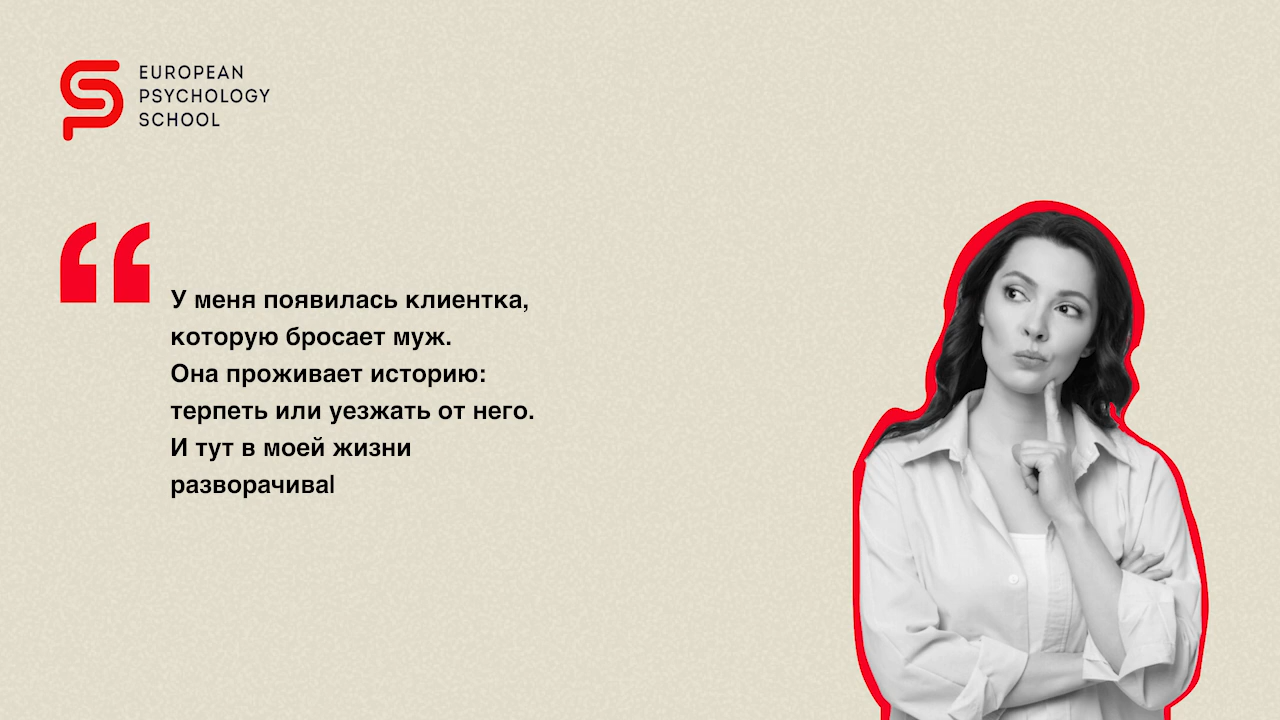 EUROPEAN
PSYCHOLOGY
SCHOOL
У меня появилась клиентка,
которую бросает муж.
Она проживает историю:
терпеть или уезжать от него.
И тут в моей жизни
разворачива